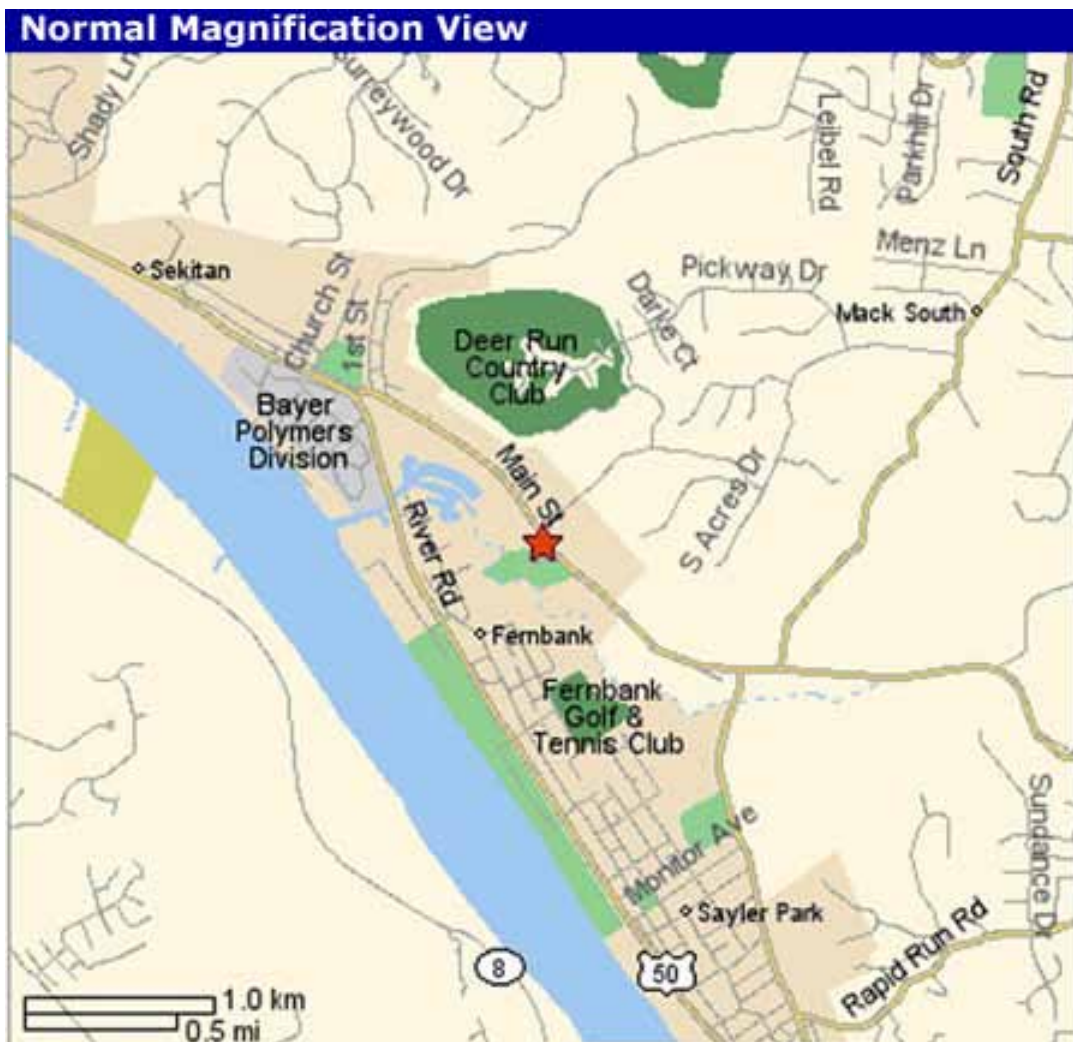 Normal Magnification View
Shady Ln
Surreywood Dr
Leibel Rd
Parkhill Dr
South Rd
Menz Ln
Sekitan
Church St
1st St
Pickway Dr
Darke Ct
Mack South
Deer Run
Country
Club
Bayer
Polymers
Division
Main St
S Acres Dr
River Rd
Fernbank
Fernbank
Golf &
Tennis Club
Monitor Ave
Sundance Dr
Sayler Park
Rapid Run Rd
8
50
1.0 km
0.5 mi